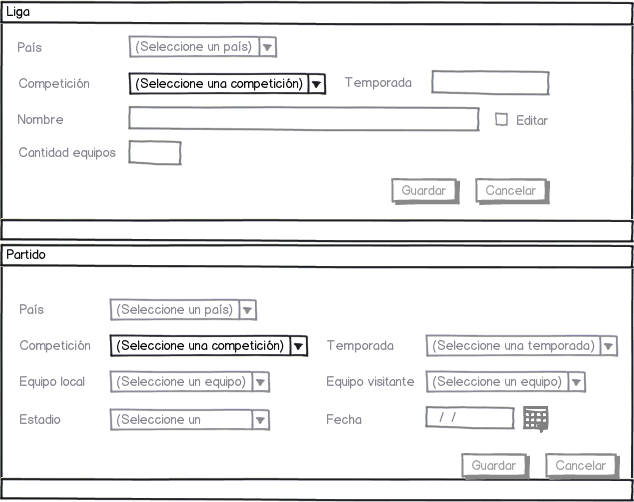 Liga
País (Seleccione un país)
Competición (Seleccione una competición) Temporada
Nombre Editar
Cantidad equipos
Guardar Cancelar
Partido
País (Seleccione un país)
Competición (Seleccione una competición) Temporada (Seleccione una temporada)
Equipo local (Seleccione un equipo) Equipo visitante (Seleccione un equipo)
Estadio (Seleccione un Fecha / /
Guardar Cancelar